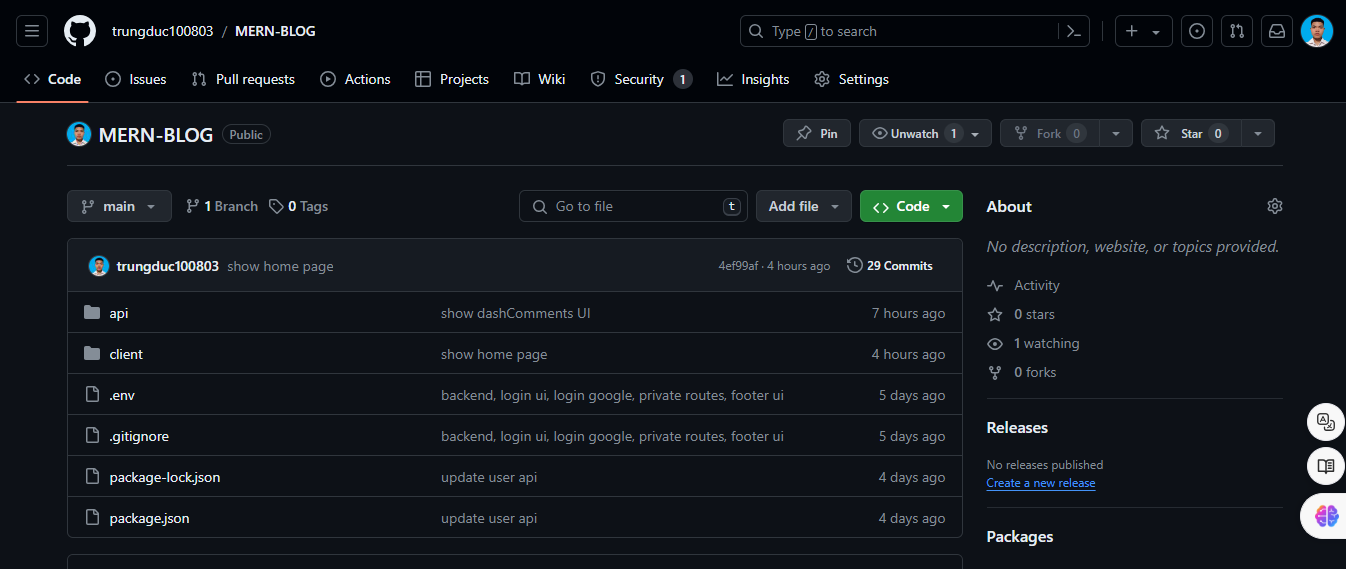 trungduc100803 / MERN-BLOG
Type / to search
Code Issues Pull requests Actions Projects Wiki Security 1 Insights Settings
MERN-BLOG Public
Pin Unwatch 1 Fork 0 Star 0
main 1 Branch 0 Tags Go to file t Add file Code
trungduc100803 show home page 4ef99af · 4 hours ago 29 Commits
api show dashComments UI 7 hours ago
client show home page 4 hours ago
.env backend, login ui, login google, private routes, footer ui 5 days ago
.gitignore backend, login ui, login google, private routes, footer ui 5 days ago
package-lock.json update user api 4 days ago
package.json update user api 4 days ago
About
No description, website, or topics provided.
Activity
0 stars
1 watching
0 forks
Releases
No releases published
Create a new release
Packages